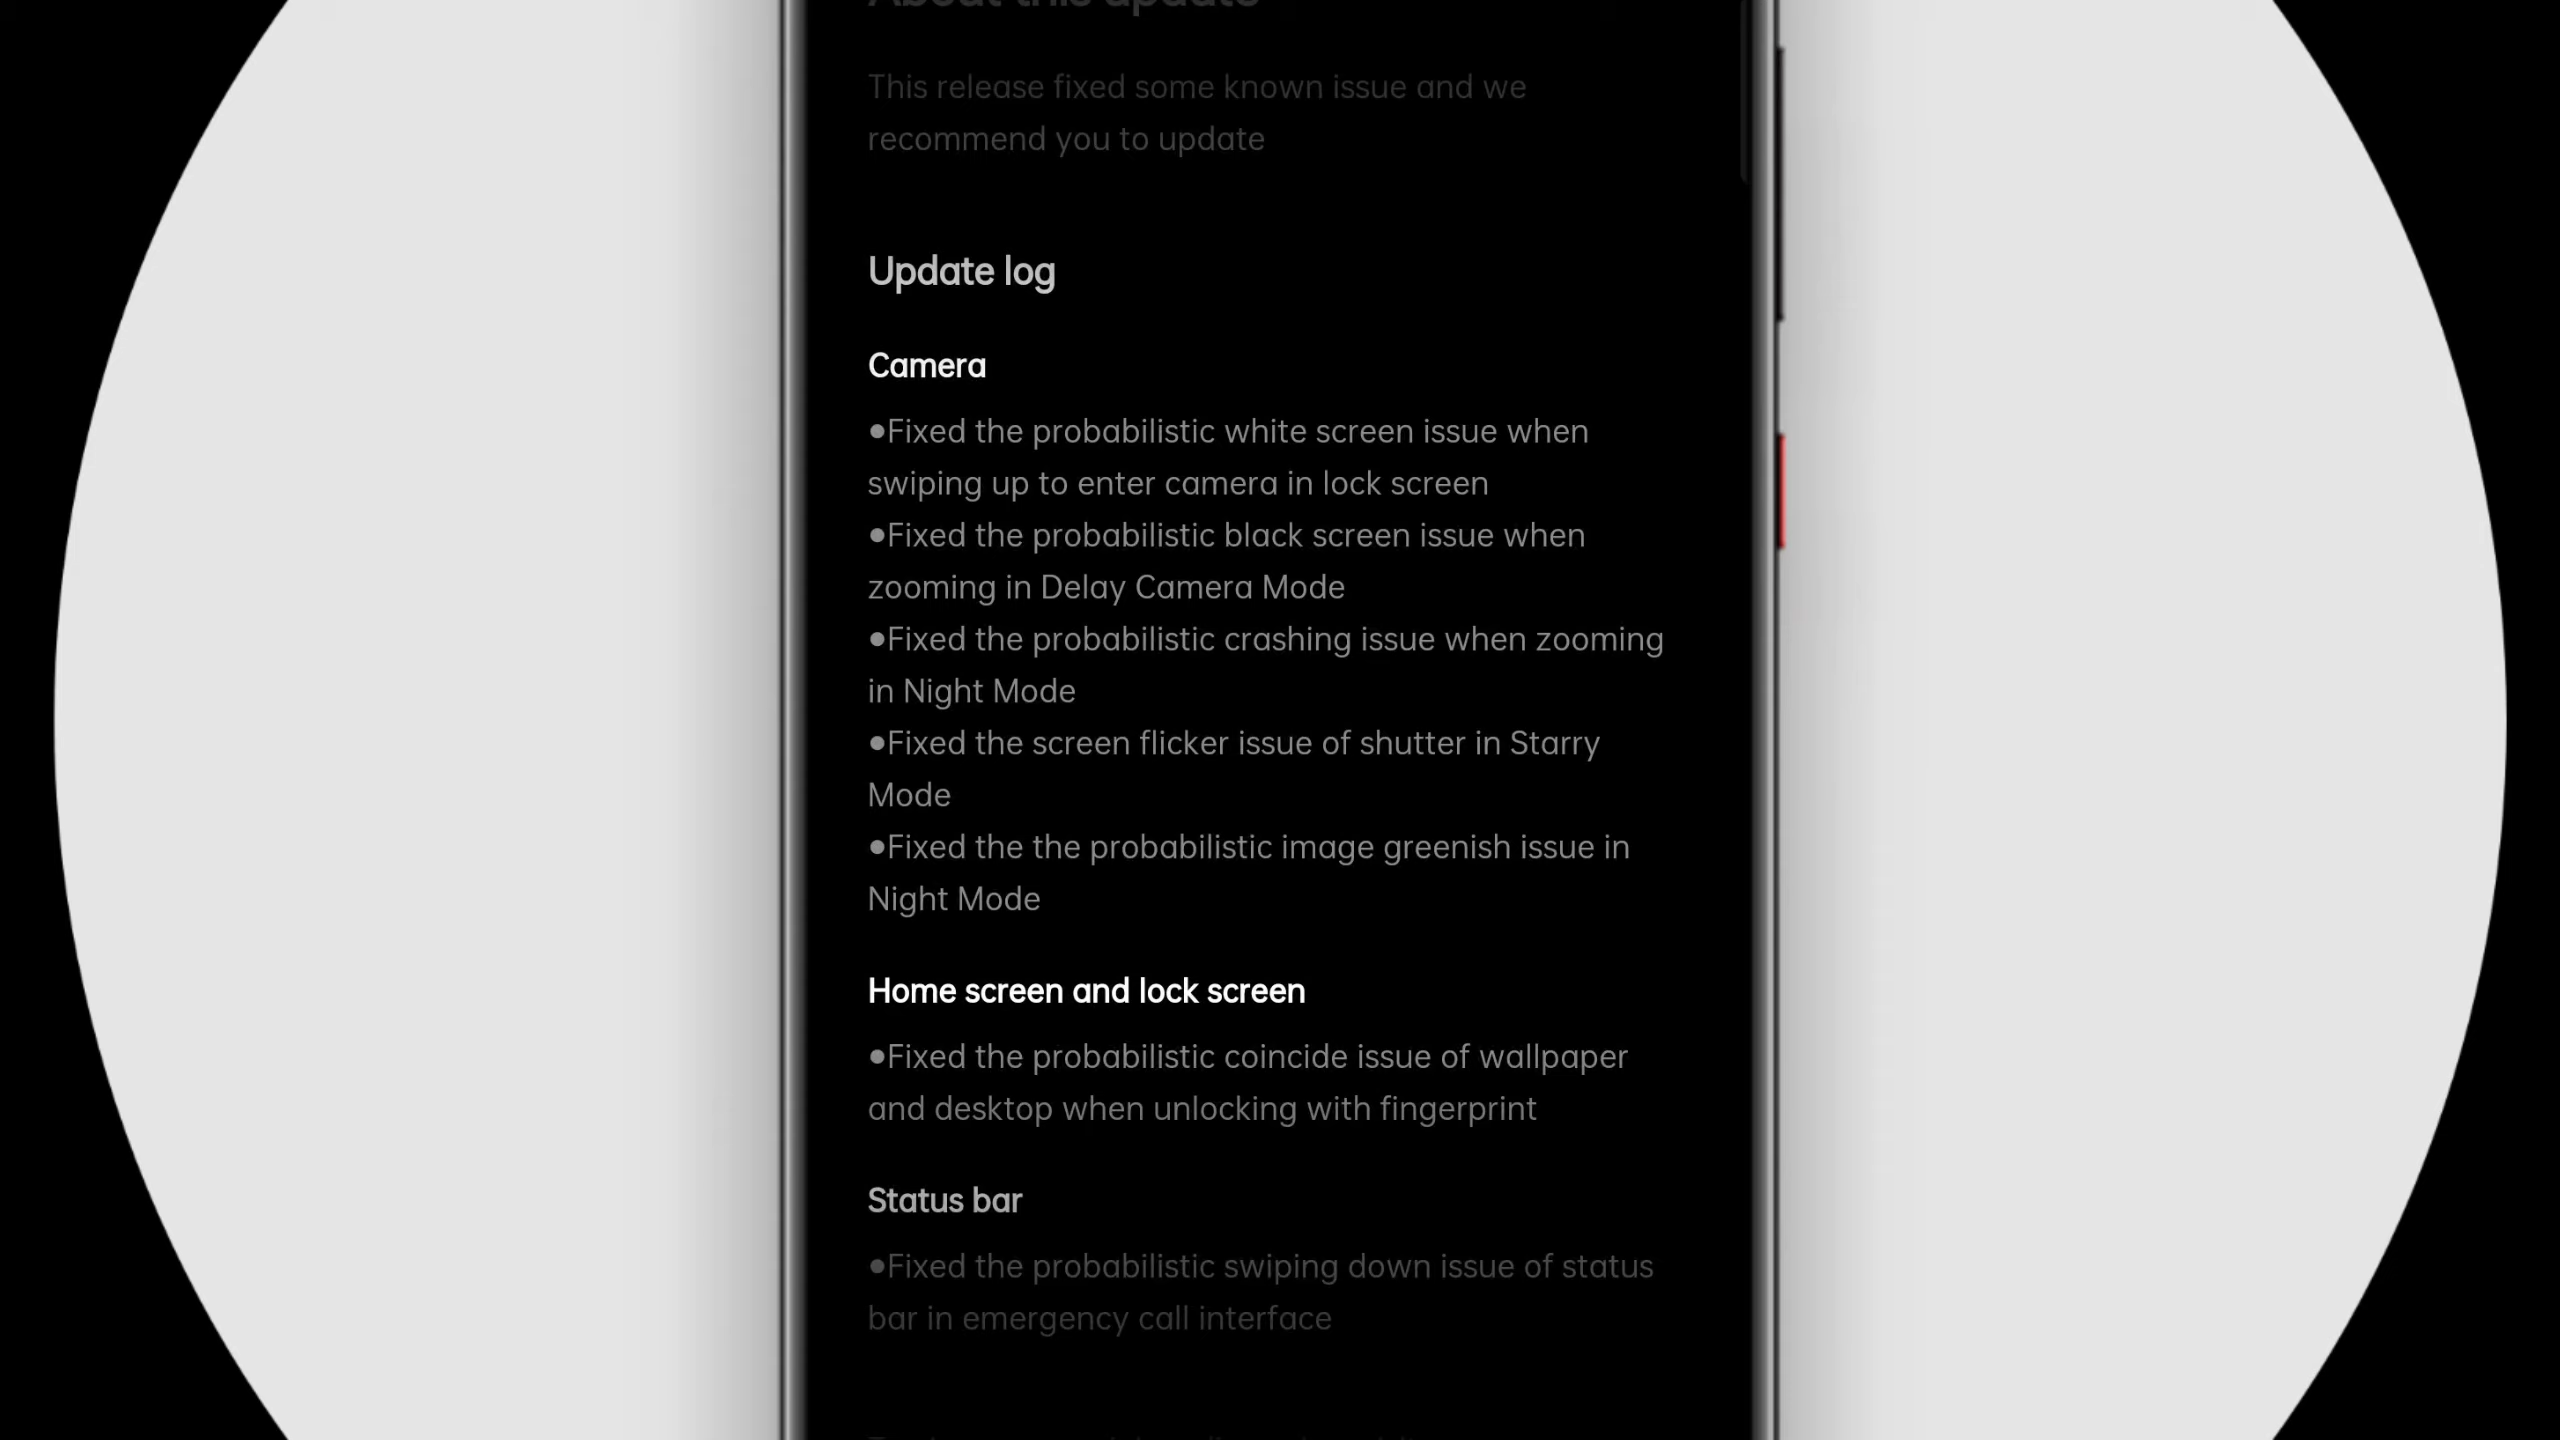 About this update
This release fixed some known issue and we
recommend you to update
Update log
Camera
●Fixed the probabilistic white screen issue when
swiping up to enter camera in lock screen
●Fixed the probabilistic black screen issue when
zooming in Delay Camera Mode
●Fixed the probabilistic crashing issue when zooming
in Night Mode
●Fixed the screen flicker issue of shutter in Starry
Mode
●Fixed the the probabilistic image greenish issue in
Night Mode
Home screen and lock screen
●Fixed the probabilistic coincide issue of wallpaper
and desktop when unlocking with fingerprint
Status bar
●Fixed the probabilistic swiping down issue of status
bar in emergency call interface